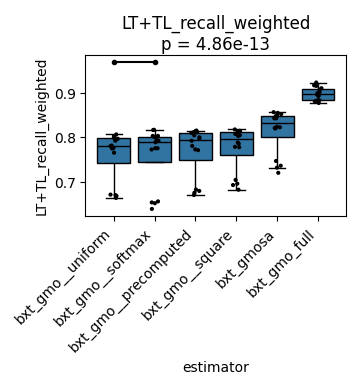 LT+TL_recall_weighted
p = 4.86e-13
LT+TL_recall_weighted
0.9
0.8
0.7
bxt_gmo__uniform
bxt_gmo__softmax
bxt_gmo__precomputed
bxt_gmo__square
bxt_gmosa
bxt_gmo_full
estimator